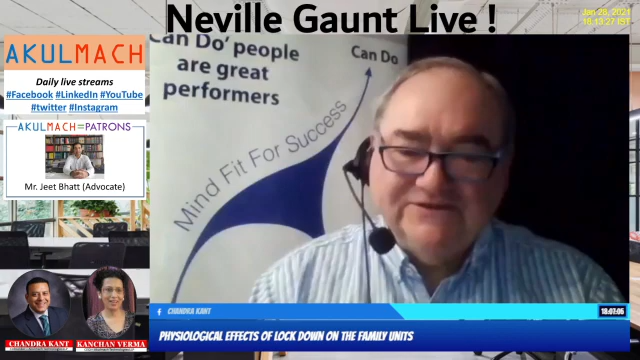 Neville Gaunt Live !
Jan 28, 2021
AKULMACH
Daily live streams
#Facebook #LinkedIn #YouTube
#twitter #Instagram
AKULMACH=PATRONS
Mr. Jeet Bhatt (Advocate)
CHANDRA KANT
KANCHAN VERMA
Can Do' people
are great
performers
Can Do
Mind Fit For Success
CHANDRA KANT
18:07:05
PHYSIOLOGICAL EFFECTS OF LOCK DOWN ON THE FAMILY UNITS